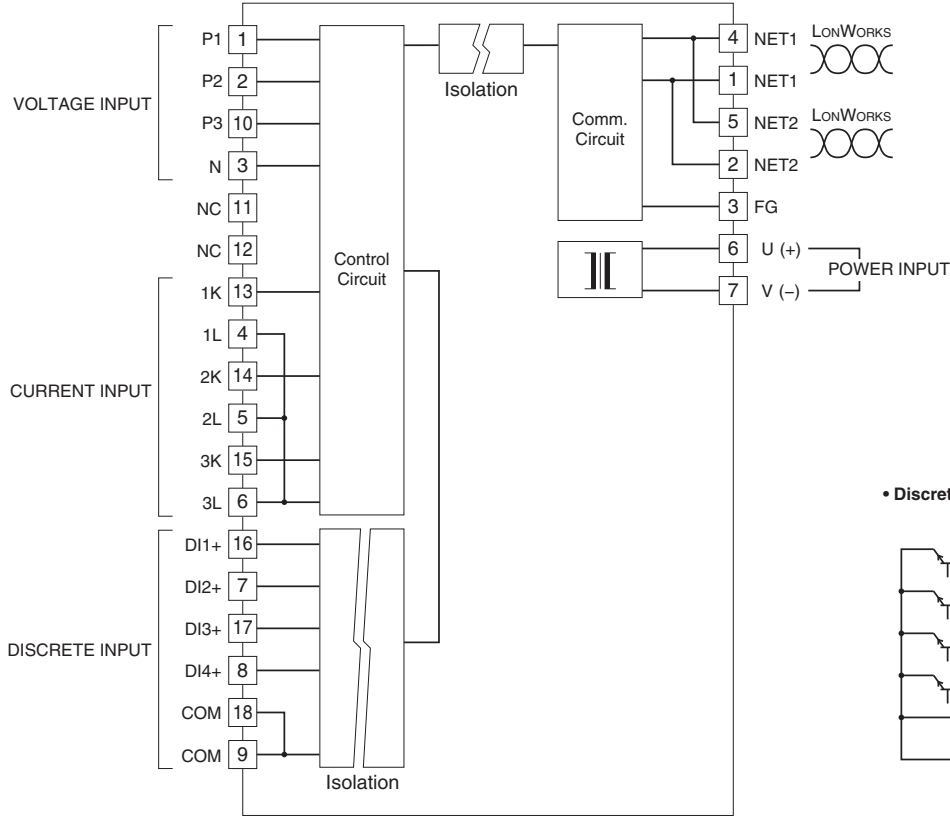 VOLTAGE INPUT
P1 1
P2 2
P3 10
N 3
NC 11
NC 12
CURRENT INPUT
1K 13
1L 4
2K 14
2L 5
3K 15
3L 6
DISCRETE INPUT
DI1+ 16
DI2+ 7
DI3+ 17
DI4+ 8
COM 18
COM 9
Control
Circuit
Isolation
Isolation
Comm.
Circuit
4 NET1 LONWORKS
1 NET1
5 NET2 LONWORKS
2 NET2
3 FG
6 U (+)
7 V (−)
POWER INPUT
• Discret